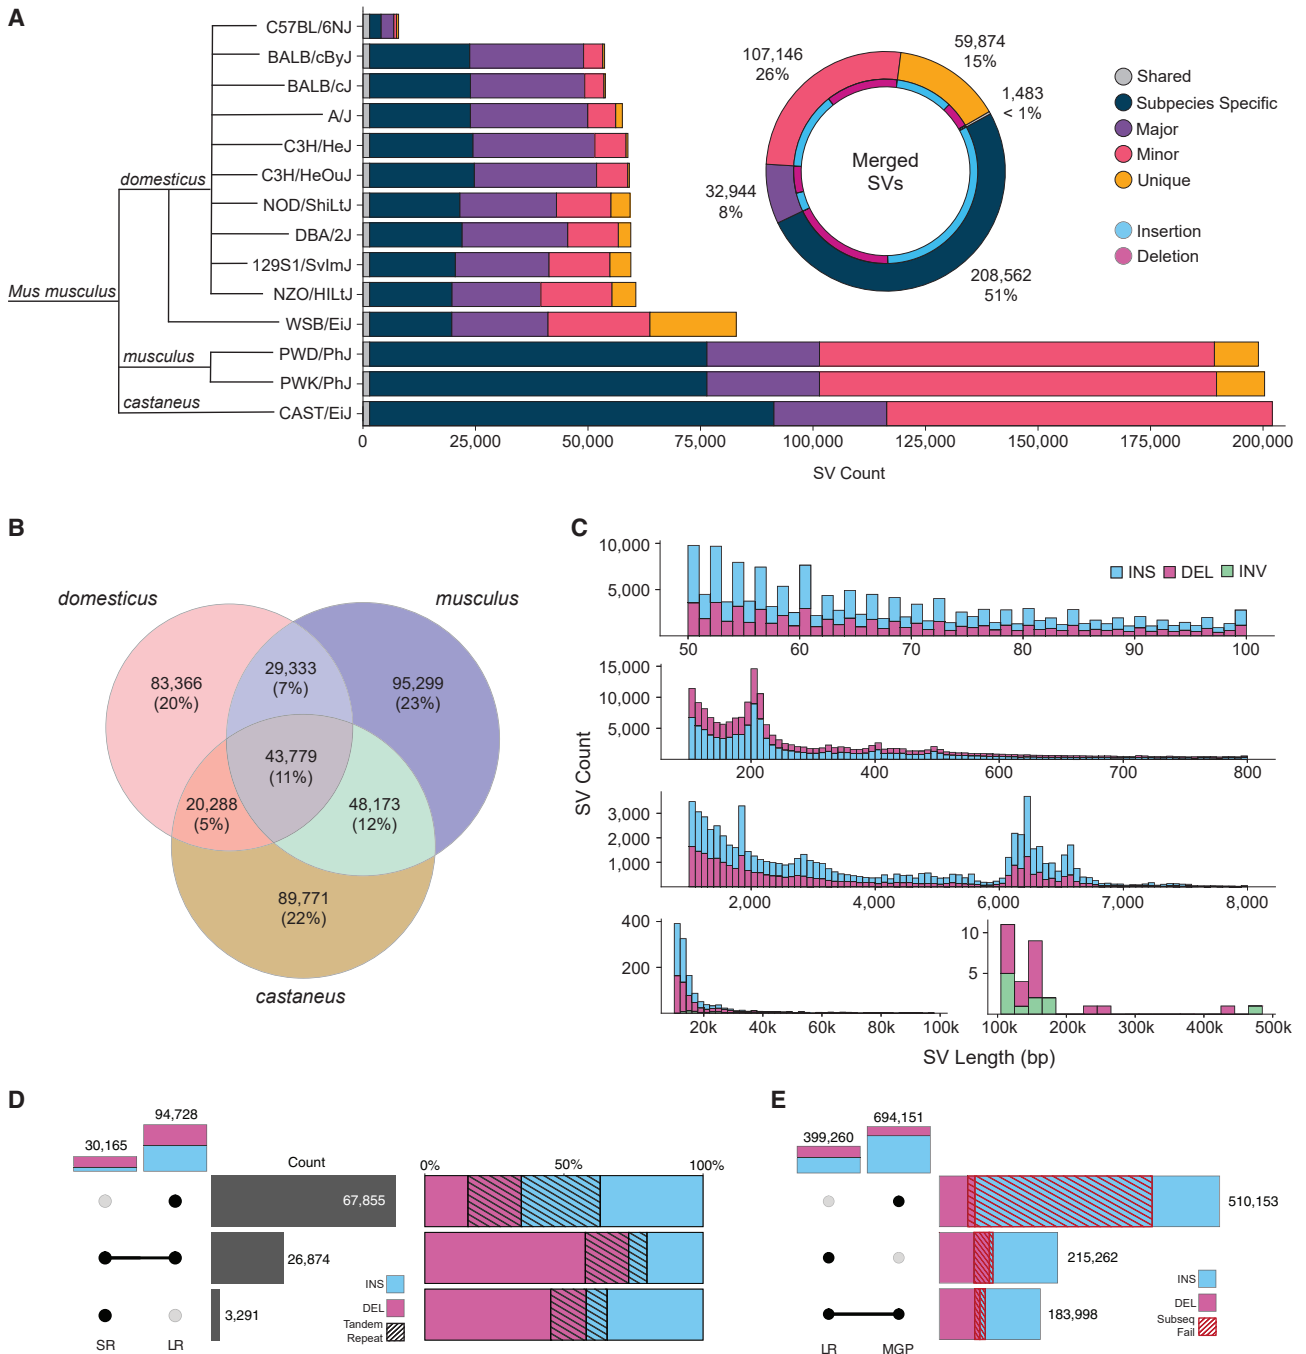 A
C57BL/6NJ
BALB/cByJ
BALB/cJ
A/J
C3H/HeJ
C3H/HeOuJ
NOD/ShiLtJ
DBA/2J
129S1/SvImJ
NZO/HILtJ
WSB/EiJ
PWD/PhJ
PWK/PhJ
CAST/EiJ
domesticus
Mus musculus
musculus
castaneus
0 25,000 50,000 75,000 100,000 125,000 150,000 175,000 200,000
SV Count
107,146
26%
59,874
15%
1,483
< 1%
32,944
8%
208,562
51%
Merged
SVs
Shared
Subpecies Specific
Major
Minor
Unique
Insertion
Deletion
B
domesticus
musculus
83,366
(20%)
29,333
(7%)
95,299
(23%)
43,779
(11%)
20,288
(5%)
48,173
(12%)
89,771
(22%)
castaneus
C
10,000
5,000
INS DEL INV
50 60 70 80 90 100
15,000
10,000
5,000
200 400 600 700 800
SV Count
3,000
2,000
1,000
2,000 4,000 6,000 7,000 8,000
400
200
20k 40k 60k 80k 100k
10
5
100k 200k 300k 400k 500k
SV Length (bp)
D
30,165
94,728
Count
67,855
26,874
3,291
SR LR
INS
DEL
Tandem
Repeat
0% 50% 100%
E
399,260
694,151
510,153
215,262
183,998
LR MGP
INS
DEL
Subseq
Fail